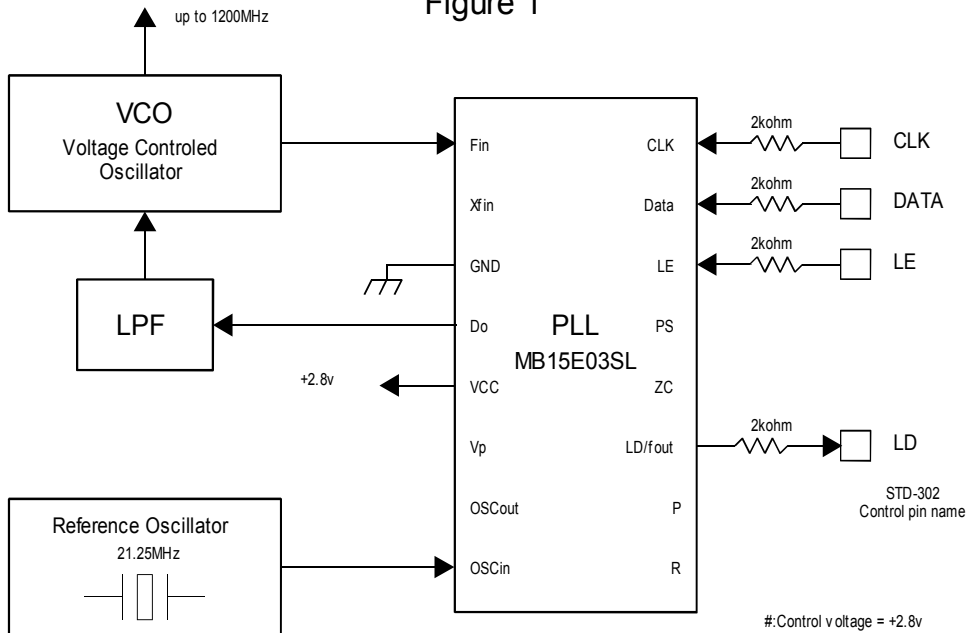 Figure 1
up to 1200MHz
VCO
Voltage Controled
Oscillator
LPF
+2.8v
Reference Oscillator
21.25MHz
Fin
Xfin
GND
Do
VCC
Vp
OSCout
OSCin
PLL
MB15E03SL
CLK
Data
LE
PS
ZC
LD/fout
P
R
2kohm
CLK
2kohm
DATA
2kohm
LE
2kohm
LD
STD-302
Control pin name
#:Control voltage = +2.8v